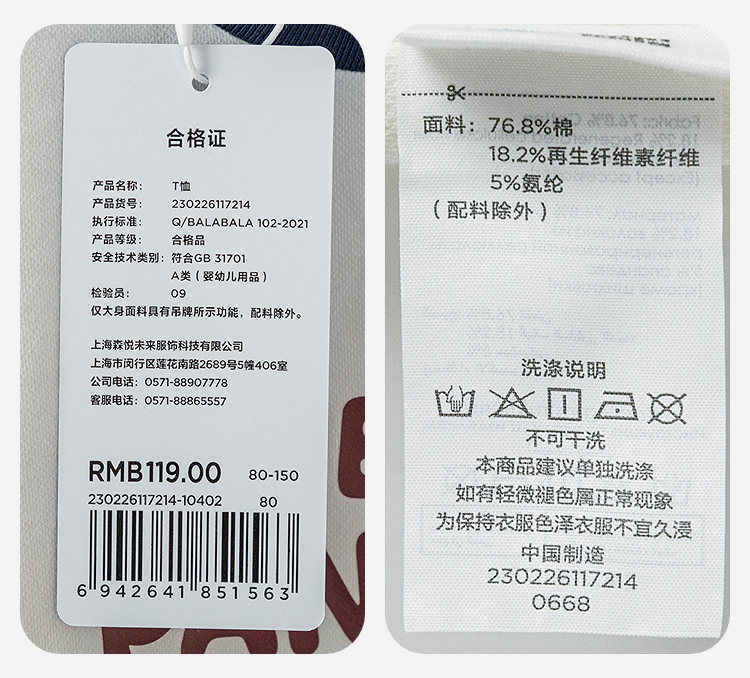 合格证
产品名称： T恤
产品货号： 230226117214
执行标准： Q/BALABALA 102-2021
产品等级： 合格品
安全技术类别：符合GB 31701
A类（婴幼儿用品）
检验员： 09
仅大身面料具有吊牌所示功能，配料除外。
上海森悦未来服饰科技有限公司
上海市闵行区莲花南路2689号5幢406室
公司电话：0571-88907778
客服电话：0571-88865557
RMB119.00 80-150
230226117214-10402 80
6 942641 851563
面料：76.8%棉
18.2%再生纤维素纤维
5%氨纶
（配料除外）
洗涤说明
不可干洗
本商品建议单独洗涤
如有轻微褪色属正常现象
为保持衣服色泽衣服不宜久浸
中国制造
230226117214
0668